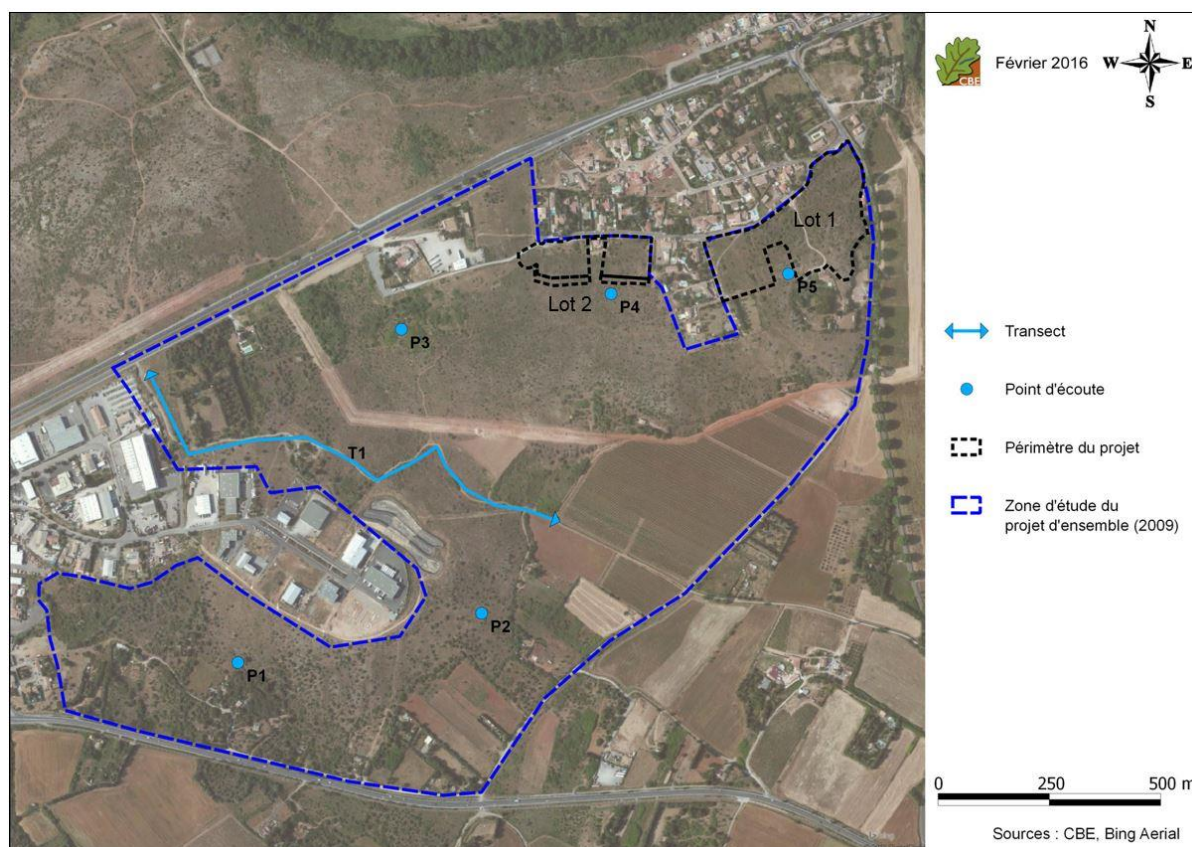 CBE
Février 2016
N
W E
S
Lot 1
P5
Lot 2
P4
P3
T1
P2
P1
Transect
Point d'écoute
Périmètre du projet
Zone d'étude du
projet d'ensemble (2009)
0 250 500 m
Sources : CBE, Bing Aerial